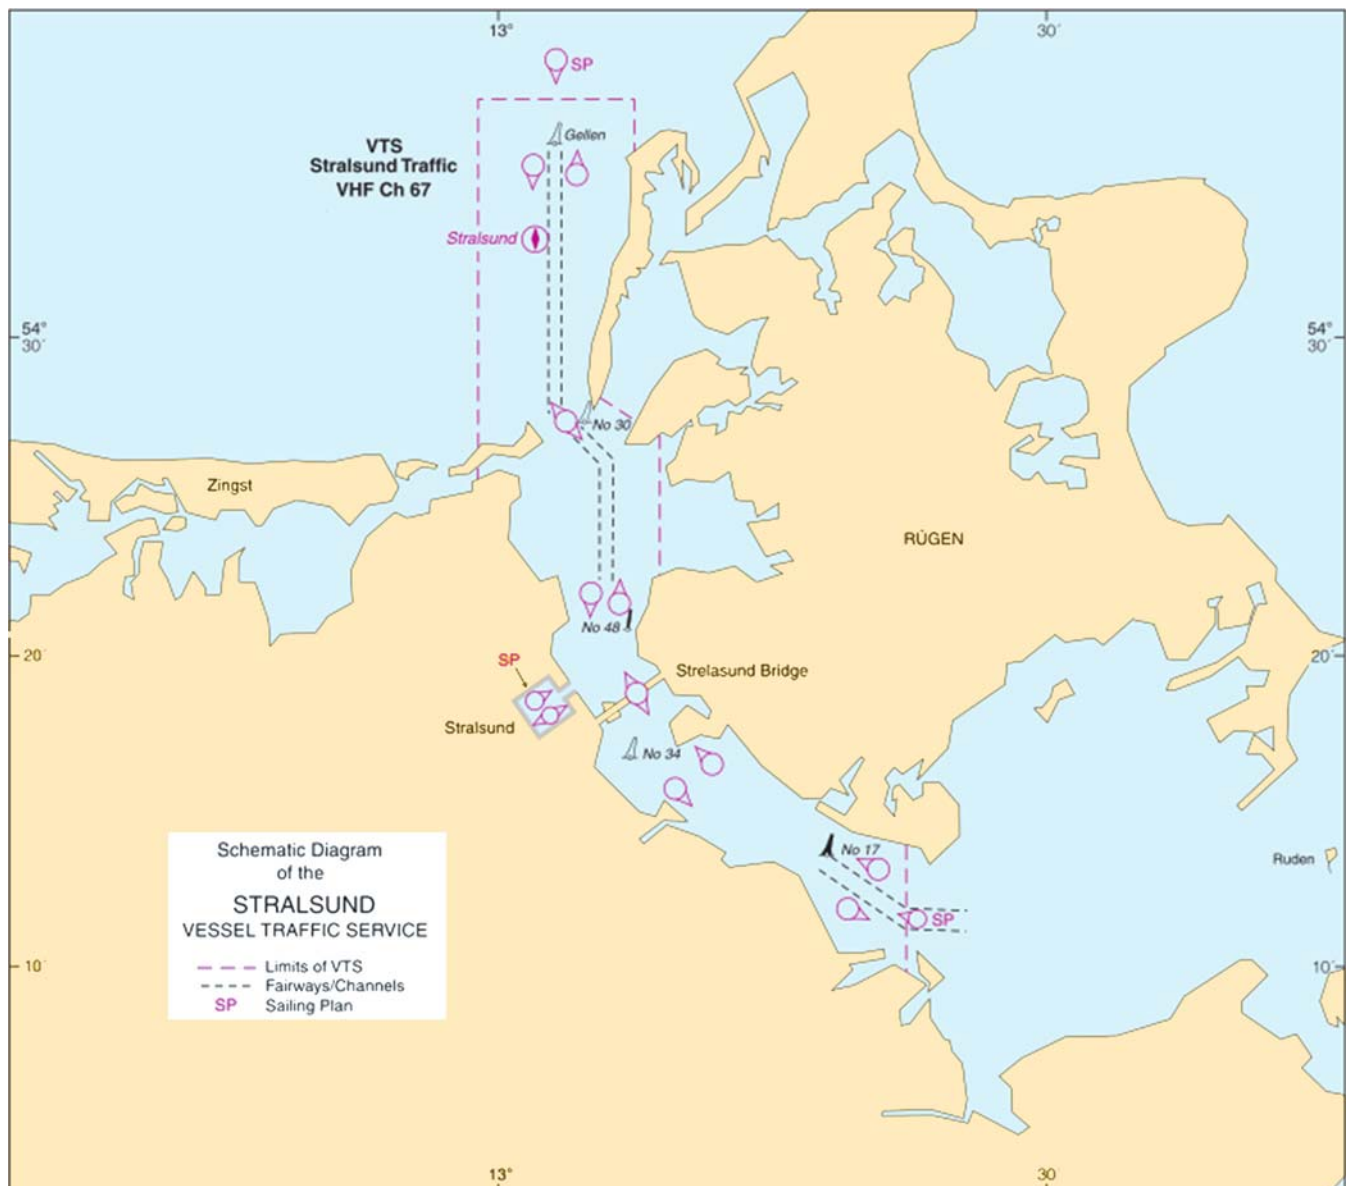 13°
30´
SP
Gellen
VTS
Stralsund Traffic
VHF Ch 67
Stralsund
54°
30´
54°
30´
No 30
Zingst
RÜGEN
No 48
20´
20´
SP
Strelasund Bridge
Stralsund
No 34
No 17
Ruden
SP
Schematic Diagram
of the
STRALSUND
VESSEL TRAFFIC SERVICE
Limits of VTS
Fairways/Channels
SP Sailing Plan
10´
10´
13°
30